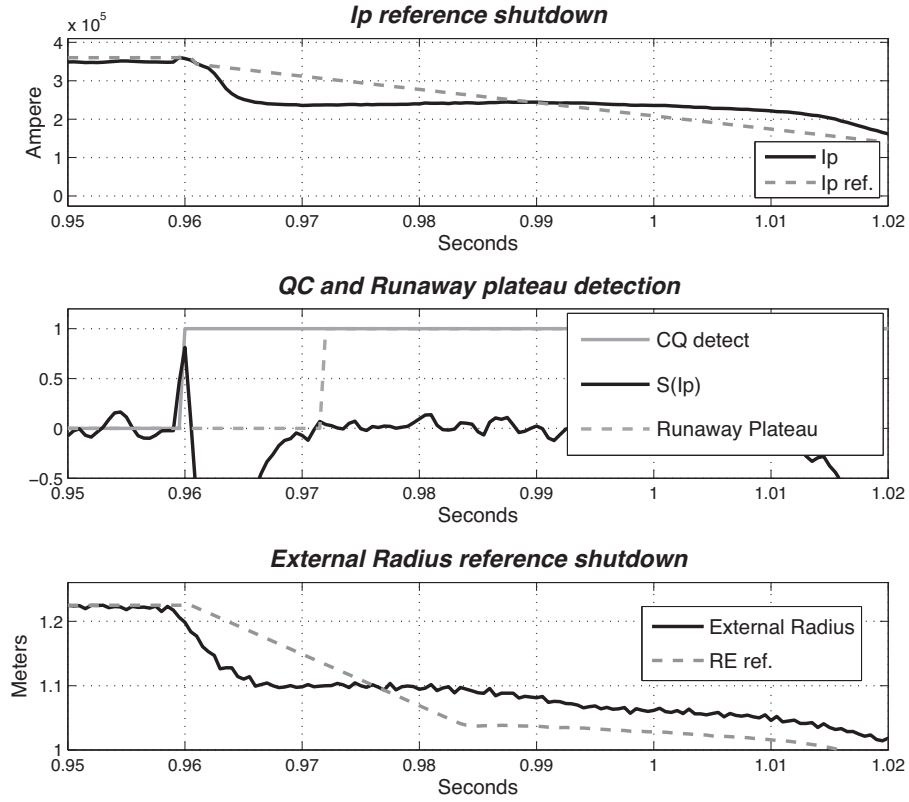 Ip reference shutdown
x 10⁵
4
3
2
1
0
Ampere
Ip
Ip ref.
0.95 0.96 0.97 0.98 0.99 1 1.01 1.02
Seconds
QC and Runaway plateau detection
1
0.5
0
−0.5
CQ detect
S(Ip)
Runaway Plateau
0.95 0.96 0.97 0.98 0.99 1 1.01 1.02
Seconds
External Radius reference shutdown
1.2
1.1
1
Meters
External Radius
RE ref.
0.95 0.96 0.97 0.98 0.99 1 1.01 1.02
Seconds